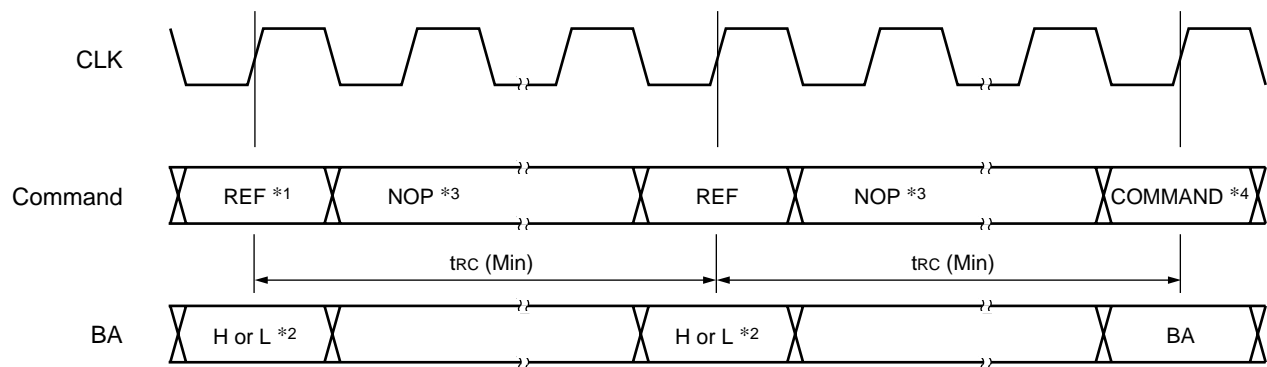 CLK
Command REF *1 NOP *3 REF NOP *3 COMMAND *4
tRC (Min) tRC (Min)
BA H or L *2 H or L *2 BA